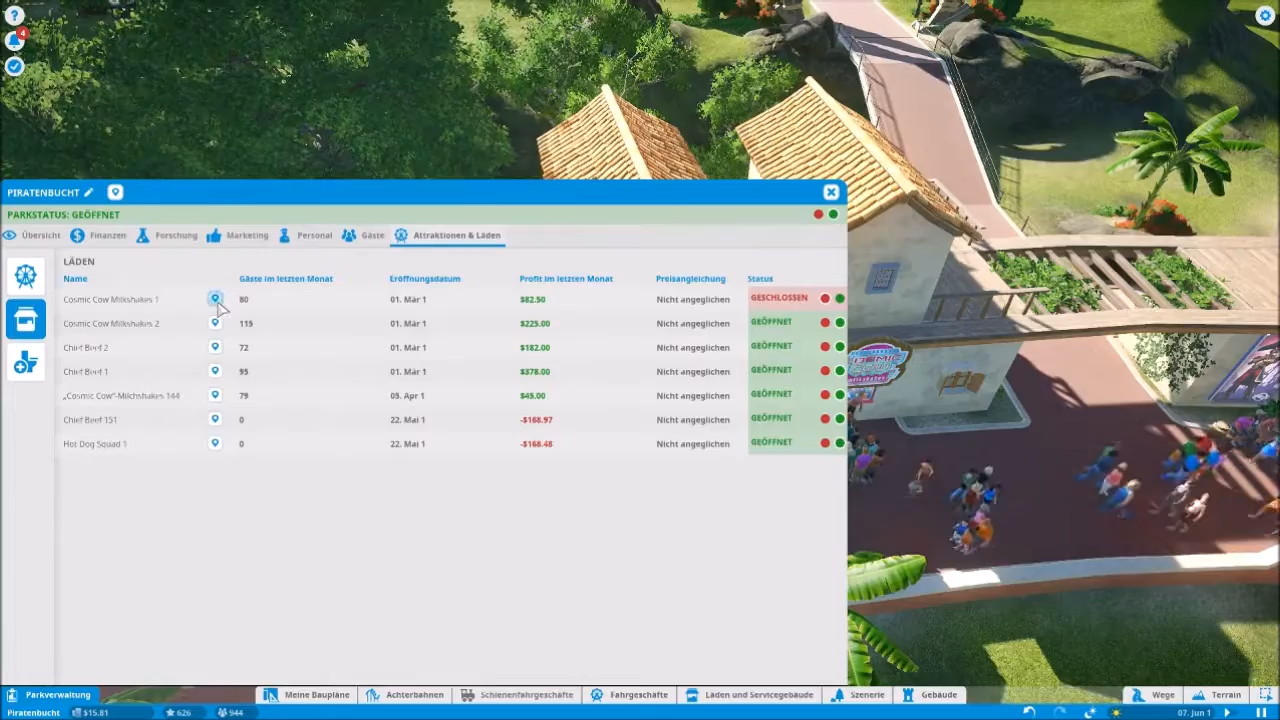 ?
4
PIRATENBUCHT
PARKSTATUS: GEÖFFNET
Übersicht Finanzen Forschung Marketing Personal Gäste Attraktionen & Läden
LÄDEN
Name Gäste im letzten Monat Eröffnungsdatum Profit im letzten Monat Preisangleichung Status
Cosmic Cow Milkshakes 1 80 01. Mär 1 $82.50 Nicht angeglichen GESCHLOSSEN
Cosmic Cow Milkshakes 2 115 01. Mär 1 $225.00 Nicht angeglichen GEÖFFNET
Chief Beef 2 72 01. Mär 1 $182.00 Nicht angeglichen GEÖFFNET
Chief Beef 1 95 01. Mär 1 $378.00 Nicht angeglichen GEÖFFNET
„Cosmic Cow“-Milchshakes 144 79 05. Apr 1 $45.00 Nicht angeglichen GEÖFFNET
Chief Beef 151 0 22. Mai 1 -$168.97 Nicht angeglichen GEÖFFNET
Hot Dog Squad 1 0 22. Mai 1 -$168.48 Nicht angeglichen GEÖFFNET
COSMIC COW
Parkverwaltung Meine Baupläne Achterbahnen Schienenfahrgeschäfte Fahrgeschäfte Läden und Servicegebäude Szenerie Gebäude Wege Terrain
Piratenbucht $15.81 626 944 07. Jun 1